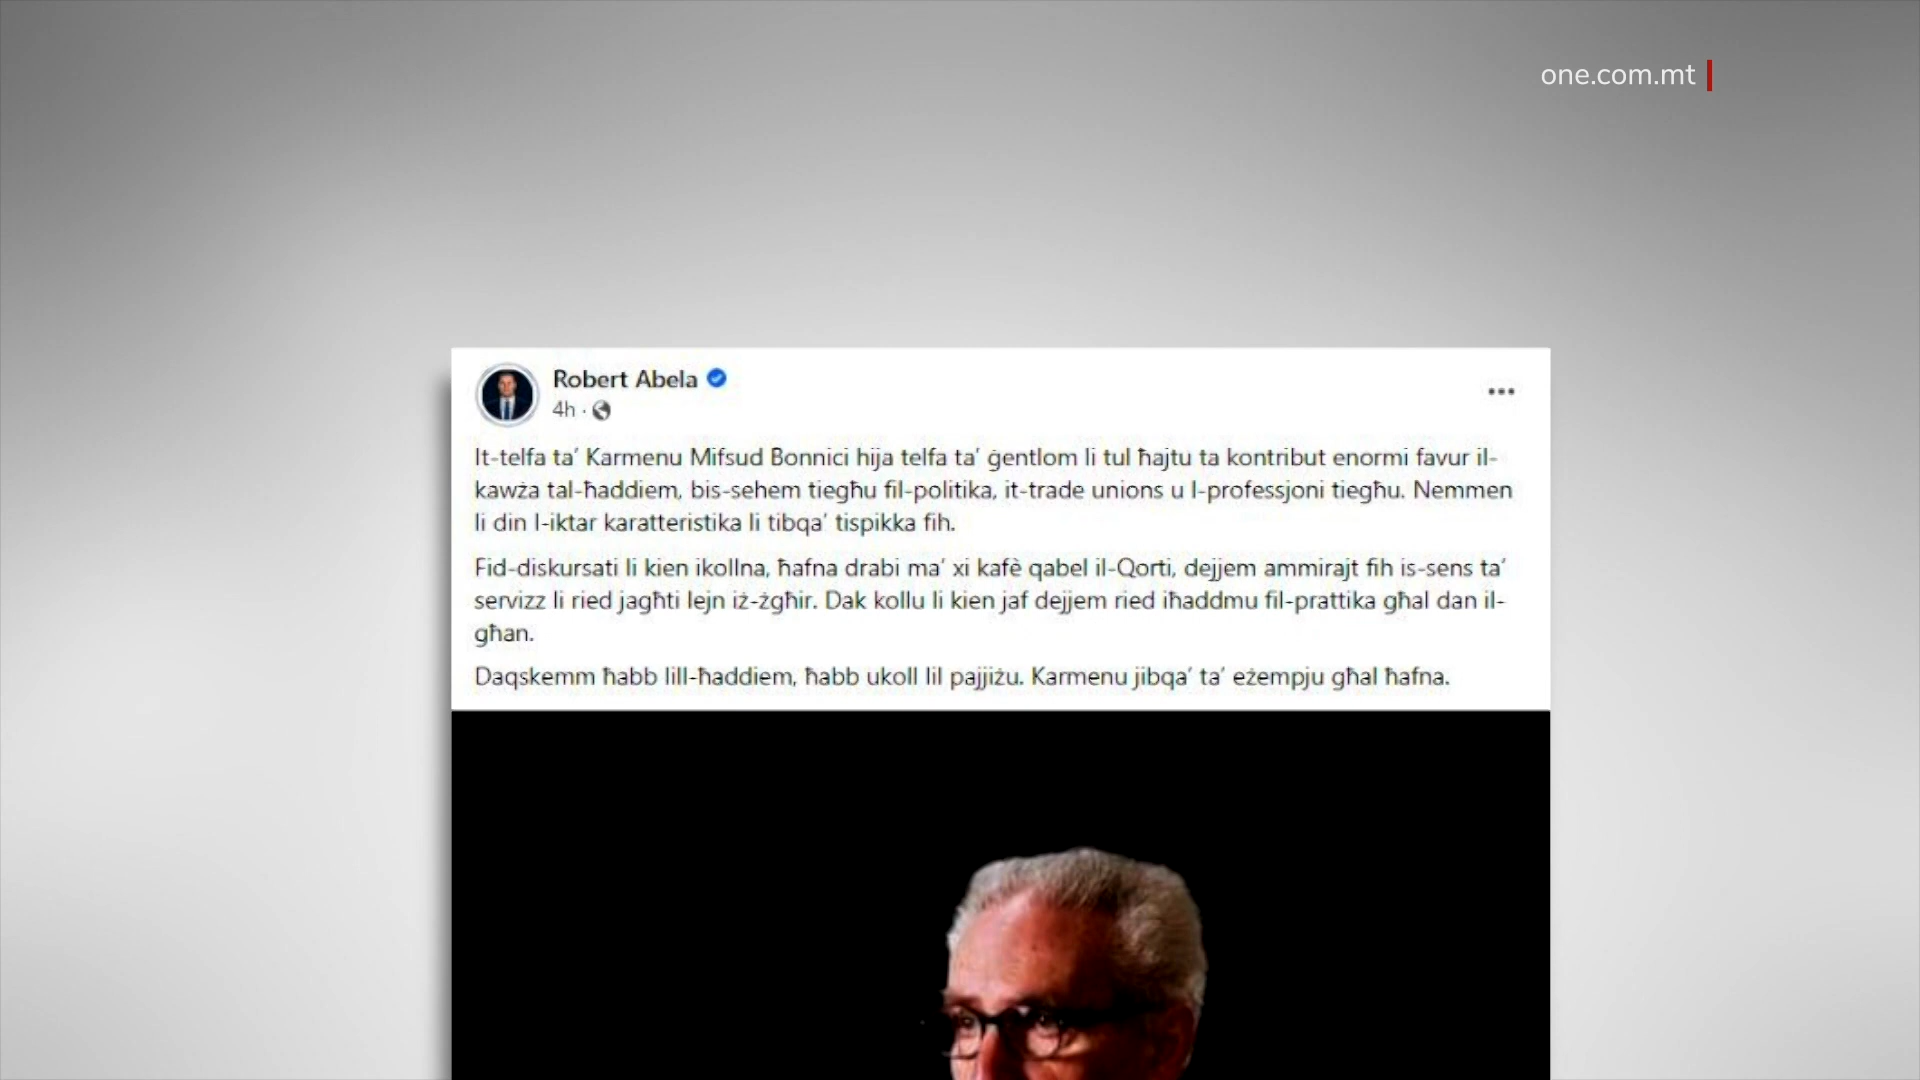 one.com.mt
Robert Abela
4h ·
It-telfa ta’ Karmenu Mifsud Bonnici hija telfa ta’ ġentlom li tul ħajtu ta kontribut enormi favur il-
kawża tal-ħaddiem, bis-sehem tiegħu fil-politika, it-trade unions u l-professjoni tiegħu. Nemmen
li din l-iktar karatteristika li tibqa’ tispikka fih.
Fid-diskursati li kien ikollna, ħafna drabi ma’ xi kafè qabel il-Qorti, dejjem ammirajt fih is-sens ta’
servizz li ried jagħti lejn iż-żgħir. Dak kollu li kien jaf dejjem ried iħaddmu fil-prattika għal dan il-
għan.
Daqskemm ħabb lill-ħaddiem, ħabb ukoll lil pajjiżu. Karmenu jibqa’ ta’ eżempju għal ħafna.